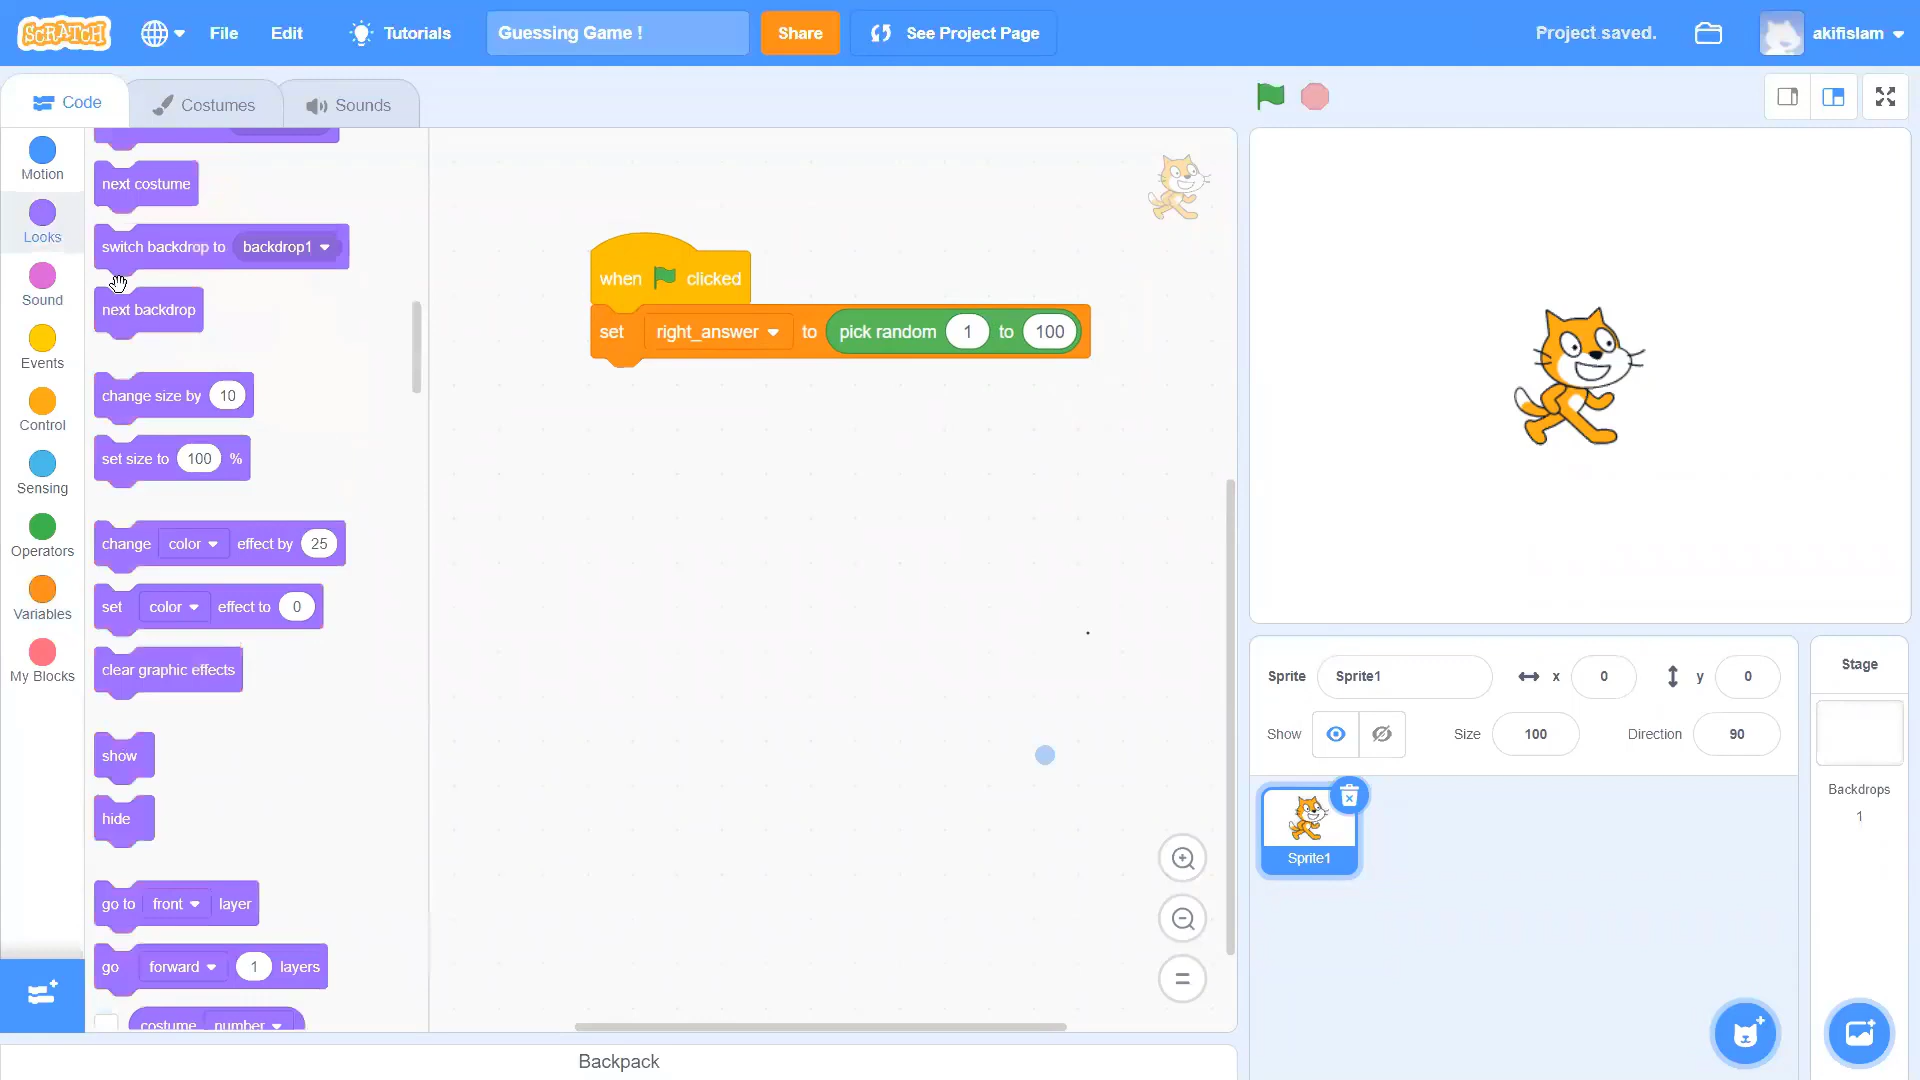 SCRATCH File Edit Tutorials Guessing Game ! Share See Project Page Project saved. akifislam
Code Costumes Sounds
Motion
Looks
Sound
Events
Control
Sensing
Operators
Variables
My Blocks
next costume
switch backdrop to backdrop1
next backdrop
change size by 10
set size to 100 %
change color effect by 25
set color effect to 0
clear graphic effects
show
hide
go to front layer
go forward 1 layers
costume number
when clicked
set right_answer to pick random 1 to 100
Sprite Sprite1 x 0 y 0
Show Size 100 Direction 90
Sprite1
Stage
Backdrops
1
Backpack